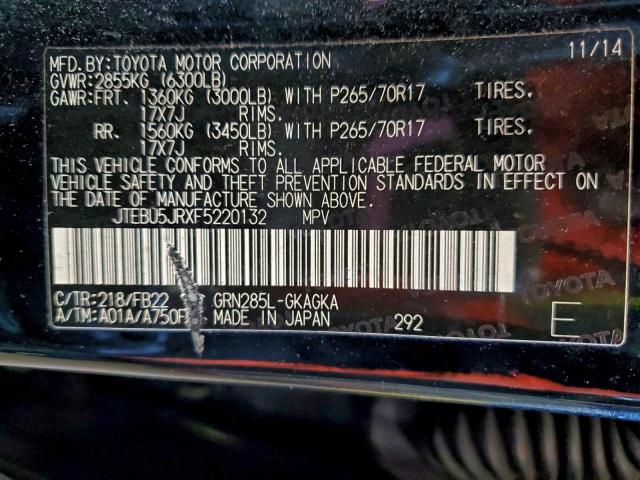 MFD. BY: TOYOTA MOTOR CORPORATION 11/14
GVWR: 2855KG (6300LB)
GAWR: FRT. 1360KG (3000LB) WITH P265/70R17 TIRES.
17X7J RIMS.
RR. 1560KG (3450LB) WITH P265/70R17 TIRES.
17X7J RIMS.
THIS VEHICLE CONFORMS TO ALL APPLICABLE FEDERAL MOTOR
VEHICLE SAFETY AND THEFT PREVENTION STANDARDS IN EFFECT ON
THE DATE OF MANUFACTURE SHOWN ABOVE.
JTEBU5JRXF5220132 MPV
C/TR: 218/FB22 GRN285L-GKAGKA
A/TM: A01A/A750F MADE IN JAPAN 292 E